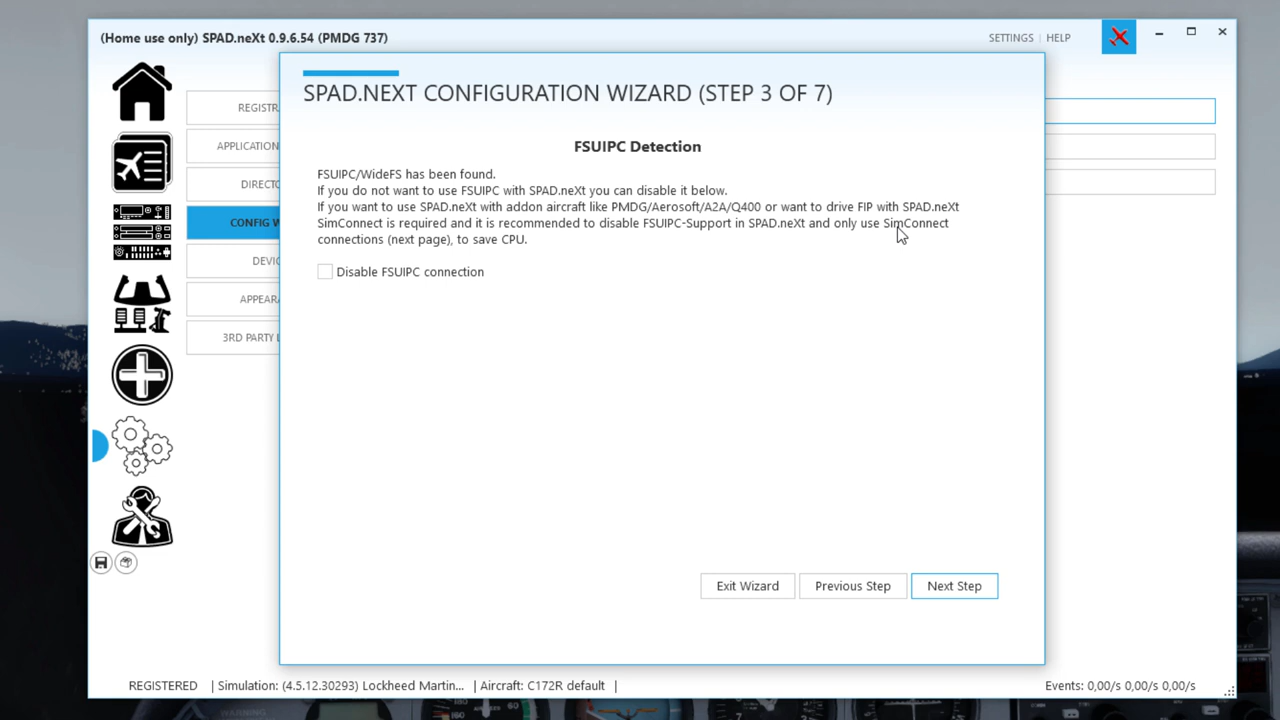 (Home use only) SPAD.neXt 0.9.6.54 (PMDG 737)
SETTINGS | HELP
SPAD.NEXT CONFIGURATION WIZARD (STEP 3 OF 7)
REGISTR
APPLICATION
DIRECTO
CONFIG W
DEVIC
APPEAR
3RD PARTY L
FSUIPC Detection
FSUIPC/WideFS has been found.
If you do not want to use FSUIPC with SPAD.neXt you can disable it below.
If you want to use SPAD.neXt with addon aircraft like PMDG/Aerosoft/A2A/Q400 or want to drive FIP with SPAD.neXt
SimConnect is required and it is recommended to disable FSUIPC-Support in SPAD.neXt and only use SimConnect
connections (next page), to save CPU.
Disable FSUIPC connection
Exit Wizard
Previous Step
Next Step
REGISTERED | Simulation: (4.5.12.30293) Lockheed Martin... | Aircraft: C172R default |
Events: 0,00/s 0,00/s 0,00/s
WARNING
160
60